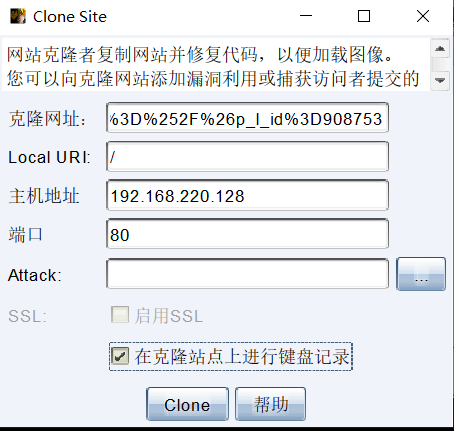 Clone Site
网站克隆者复制网站并修复代码，以便加载图像。
您可以向克隆网站添加漏洞利用或捕获访问者提交的
克隆网址：
%3D%252F%26p_l_id%3D908753
Local URI:
/
主机地址
192.168.220.128
端口
80
Attack:
...
SSL:
启用SSL
在克隆站点上进行键盘记录
Clone
帮助